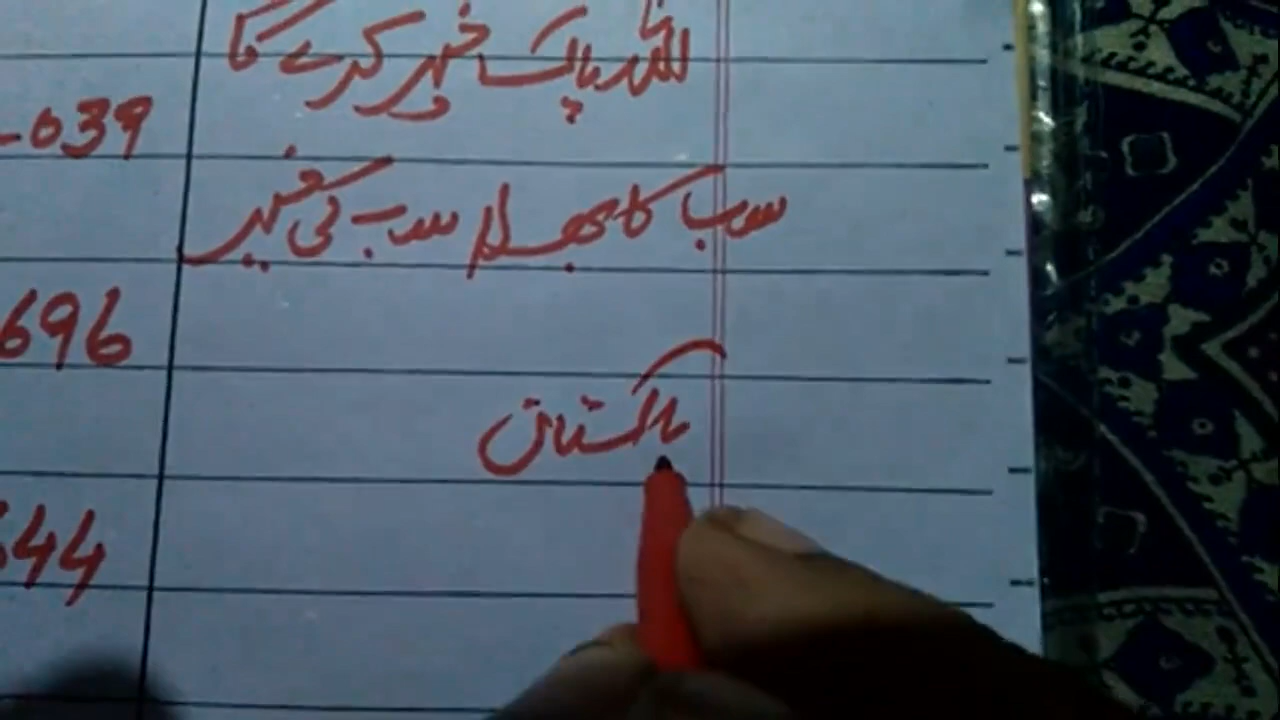 اللہ پاک خیر کرے گا
-039
سب کا بھلا سب کی خیر
696
پاکستان
44